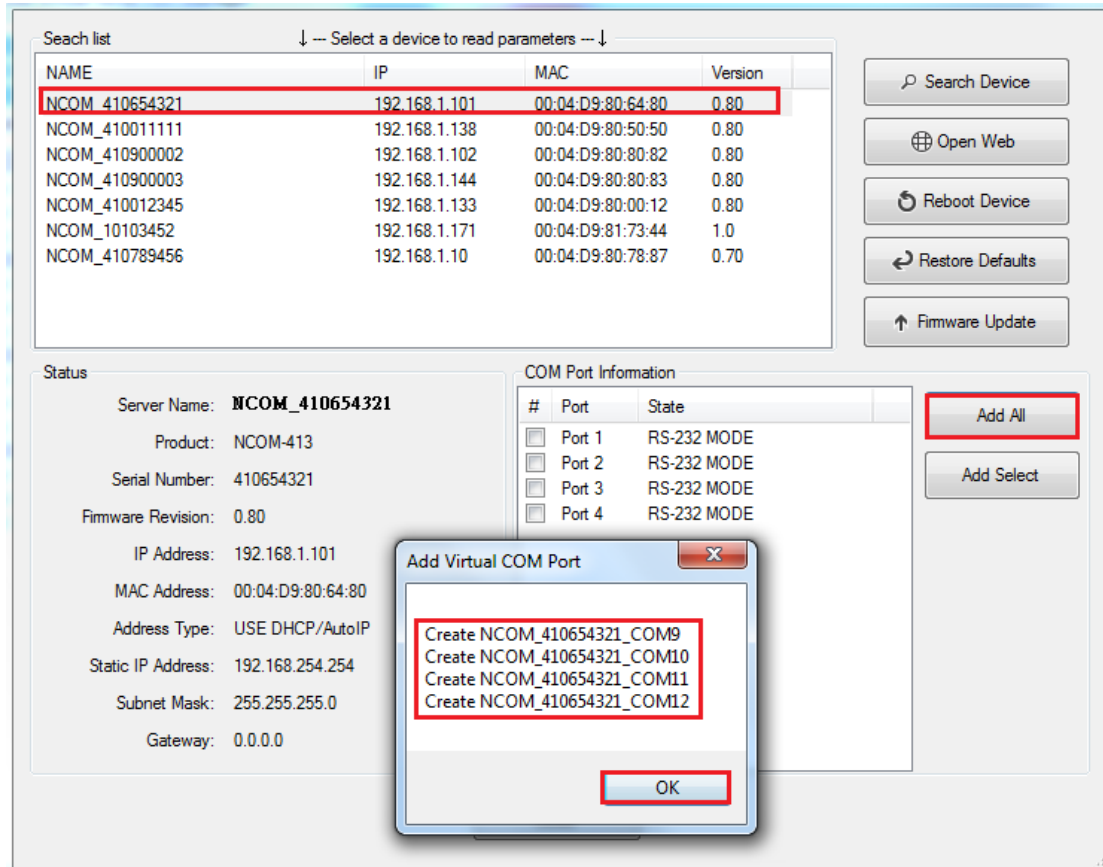 Seach list ↓ --- Select a device to read parameters --- ↓
NAME IP MAC Version
NCOM_410654321 192.168.1.101 00:04:D9:80:64:80 0.80
NCOM_410011111 192.168.1.138 00:04:D9:80:50:50 0.80
NCOM_410900002 192.168.1.102 00:04:D9:80:80:82 0.80
NCOM_410900003 192.168.1.144 00:04:D9:80:80:83 0.80
NCOM_410012345 192.168.1.133 00:04:D9:80:00:12 0.80
NCOM_10103452 192.168.1.171 00:04:D9:81:73:44 1.0
NCOM_410789456 192.168.1.10 00:04:D9:80:78:87 0.70
Search Device
Open Web
Reboot Device
Restore Defaults
Firmware Update
Status
Server Name: NCOM_410654321
Product: NCOM-413
Serial Number: 410654321
Firmware Revision: 0.80
IP Address: 192.168.1.101
MAC Address: 00:04:D9:80:64:80
Address Type: USE DHCP/AutoIP
Static IP Address: 192.168.254.254
Subnet Mask: 255.255.255.0
Gateway: 0.0.0.0
COM Port Information
# Port State
Port 1 RS-232 MODE
Port 2 RS-232 MODE
Port 3 RS-232 MODE
Port 4 RS-232 MODE
Add All
Add Select
Add Virtual COM Port
Create NCOM_410654321_COM9
Create NCOM_410654321_COM10
Create NCOM_410654321_COM11
Create NCOM_410654321_COM12
OK